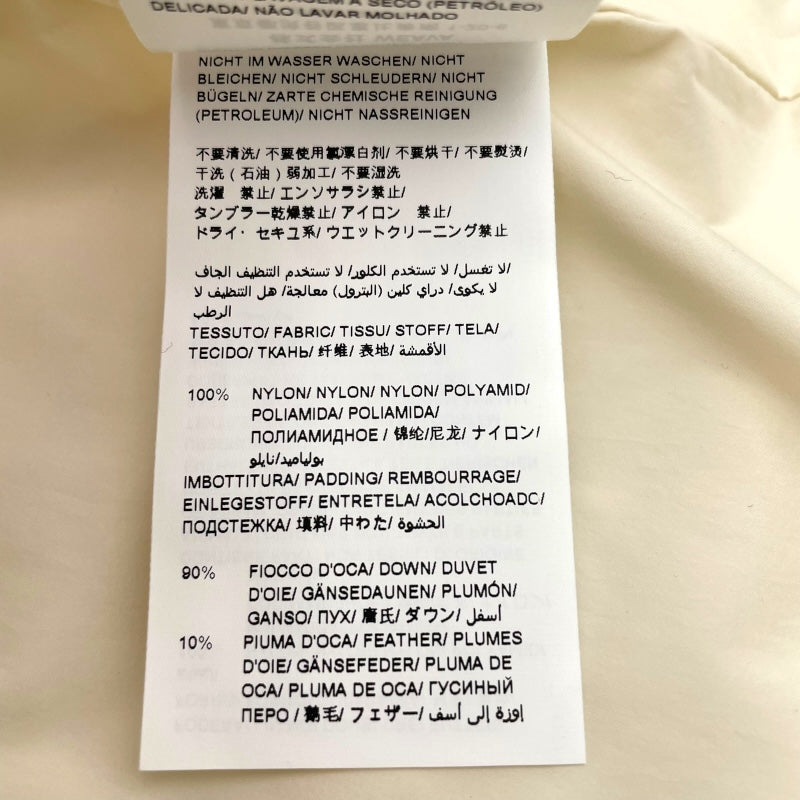 DELICADA/ NÃO LAVAR MOLHADO
NICHT IM WASSER WASCHEN/ NICHT
BLEICHEN/ NICHT SCHLEUDERN/ NICHT
BÜGELN/ ZARTE CHEMISCHE REINIGUNG
(PETROLEUM)/ NICHT NASSREINIGEN
不要清洗/ 不要使用氯漂白剂/ 不要烘干/ 不要熨烫/
干洗（石油）弱加工/ 不要湿洗
洗濯　禁止/ エンソサラシ禁止/
タンブラー乾燥禁止/ アイロン　禁止/
ドライ・セキユ系/ ウエットクリーニング禁止
/لا تغسل/ لا تستخدم الكلور/ لا تستخدم التنظيف الجاف
لا يكوى/ دراي كلين (البترول) معالجة/ هل التنظيف لا
الرطب
TESSUTO/ FABRIC/ TISSU/ STOFF/ TELA/
TECIDO/ ТКАНЬ/ 纤维/ 表地/ الأقمشة
100% NYLON/ NYLON/ NYLON/ POLYAMID/
POLIAMIDA/ POLIAMIDA/
ПОЛИАМИДНОЕ / 锦纶/尼龙/ ナイロン/
بولياميد/نايلو
IMBOTTITURA/ PADDING/ REMBOURRAGE/
EINLEGESTOFF/ ENTRETELA/ ACOLCHOADO/
ПОДСТЕЖКА/ 填料/ 中わた/ الحشوة
90% FIOCCO D'OCA/ DOWN/ DUVET
D'OIE/ GÄNSEDAUNEN/ PLUMÓN/
GANSO/ ПУХ/ 唐氏/ ダウン/ أسفل
10% PIUMA D'OCA/ FEATHER/ PLUMES
D'OIE/ GÄNSEFEDER/ PLUMA DE
OCA/ PLUMA DE OCA/ ГУСИНЫЙ
ПЕРО / 鹅毛/ フェザー/ إوزة إلى أسف